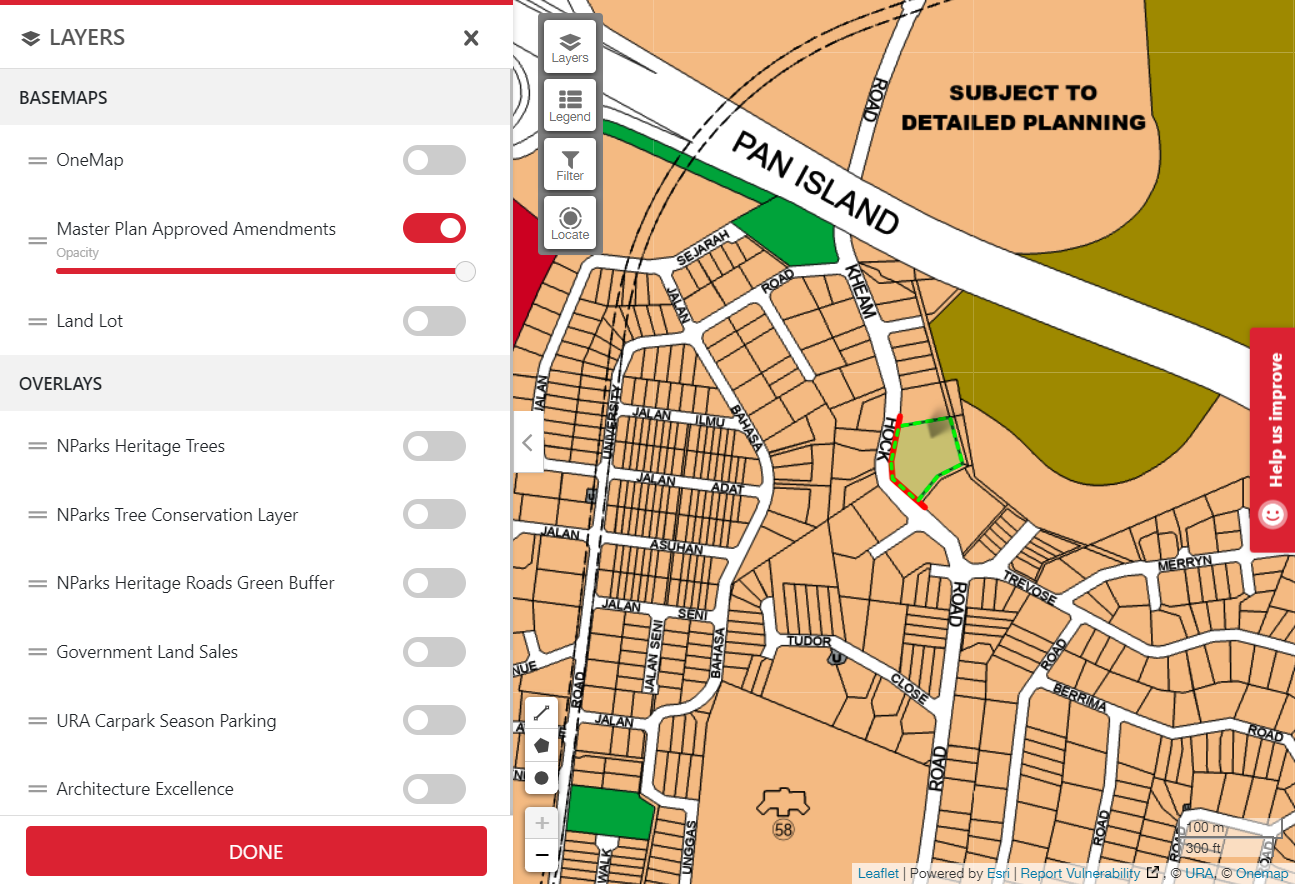 LAYERS
BASEMAPS
OneMap
Master Plan Approved Amendments
Opacity
Land Lot
OVERLAYS
NParks Heritage Trees
NParks Tree Conservation Layer
NParks Heritage Roads Green Buffer
Government Land Sales
URA Carpark Season Parking
Architecture Excellence
DONE
Layers
Legend
Filter
Locate
SUBJECT TO
DETAILED PLANNING
ROAD
PAN ISLAND
SEJARAH
JALAN
ROAD
KHEAM
JALAN
UNIVERSITY
JALAN ILMU
BAHASA
HOCK
JALAN ADAT
JALAN
ASUHAN
JALAN SENI
JALAN SENI
BAHASA
ROAD
TREVOSE
MERRYN
TUDOR
U
CLOSE
ROAD
ROAD
BERRIMA
ROAD
NUE
ROAD
JALAN
58
ROAD
ROAD
ROAD
UNGGAS
WALK
Help us improve
+
−
100 m
300 ft
Leaflet | Powered by Esri | Report Vulnerability , © URA, © Onemap